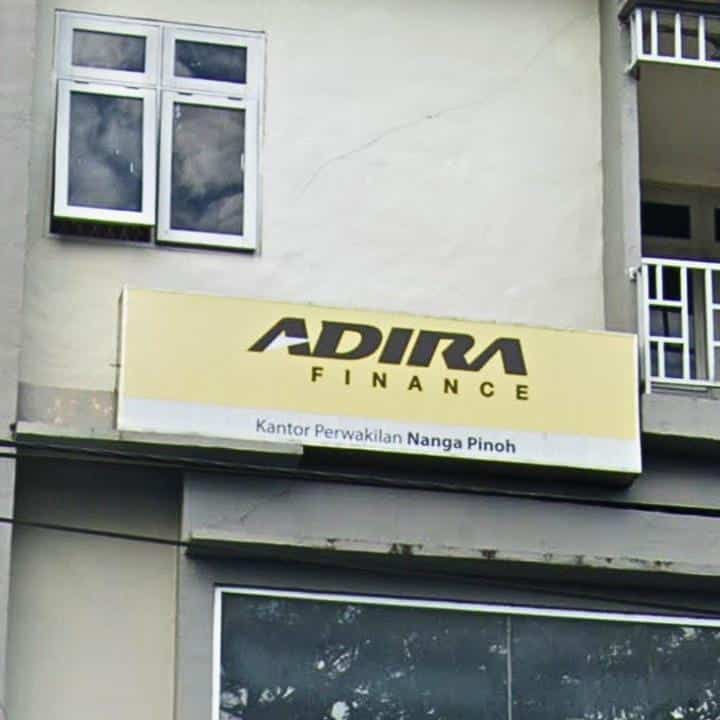 ADIRA
FINANCE
Kantor Perwakilan Nanga Pinoh